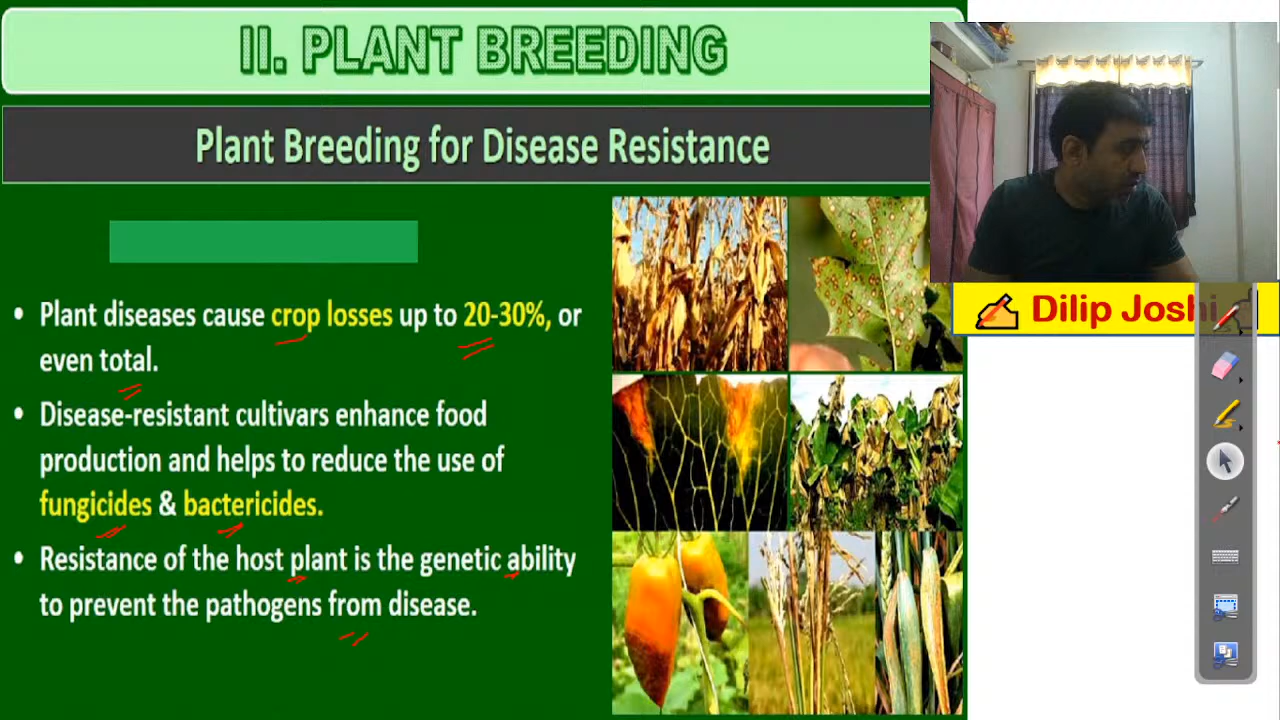 II. PLANT BREEDING
Plant Breeding for Disease Resistance
• Plant diseases cause crop losses up to 20-30%, or
even total.
• Disease-resistant cultivars enhance food
production and helps to reduce the use of
fungicides & bactericides.
• Resistance of the host plant is the genetic ability
to prevent the pathogens from disease.
Dilip Joshi